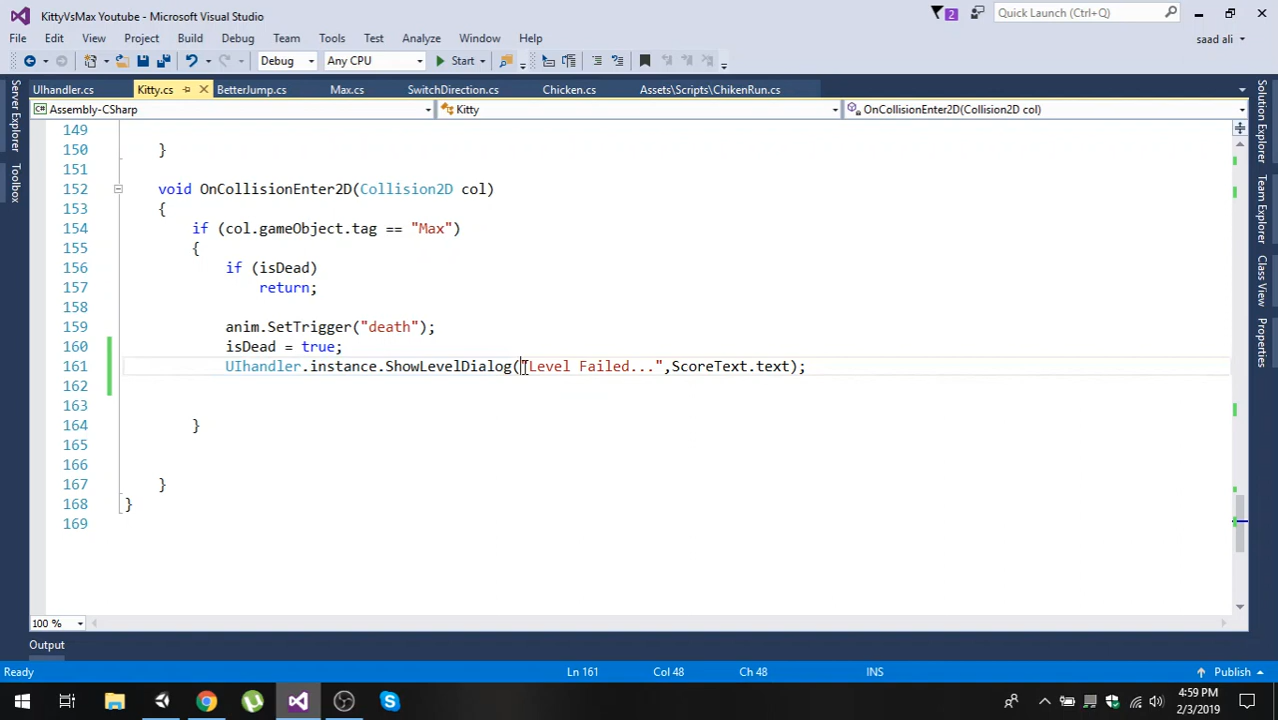 KittyVsMax Youtube - Microsoft Visual Studio
2
Quick Launch (Ctrl+Q)
File Edit View Project Build Debug Team Tools Test Analyze Window Help
saad ali
Debug Any CPU Start
UIhandler.cs Kitty.cs BetterJump.cs Max.cs SwitchDirection.cs Chicken.cs Assets\Scripts\ChikenRun.cs
Assembly-CSharp Kitty OnCollisionEnter2D(Collision2D col)
Server Explorer
Toolbox
Solution Explorer
Team Explorer
Class View
Properties
149
150 }
151
152 void OnCollisionEnter2D(Collision2D col)
153 {
154 if (col.gameObject.tag == "Max")
155 {
156 if (isDead)
157 return;
158
159 anim.SetTrigger("death");
160 isDead = true;
161 UIhandler.instance.ShowLevelDialog("Level Failed...",ScoreText.text);
162
163
164 }
165
166
167 }
168 }
169
100 %
Output
Ready Ln 161 Col 48 Ch 48 INS Publish
4:59 PM
2/3/2019